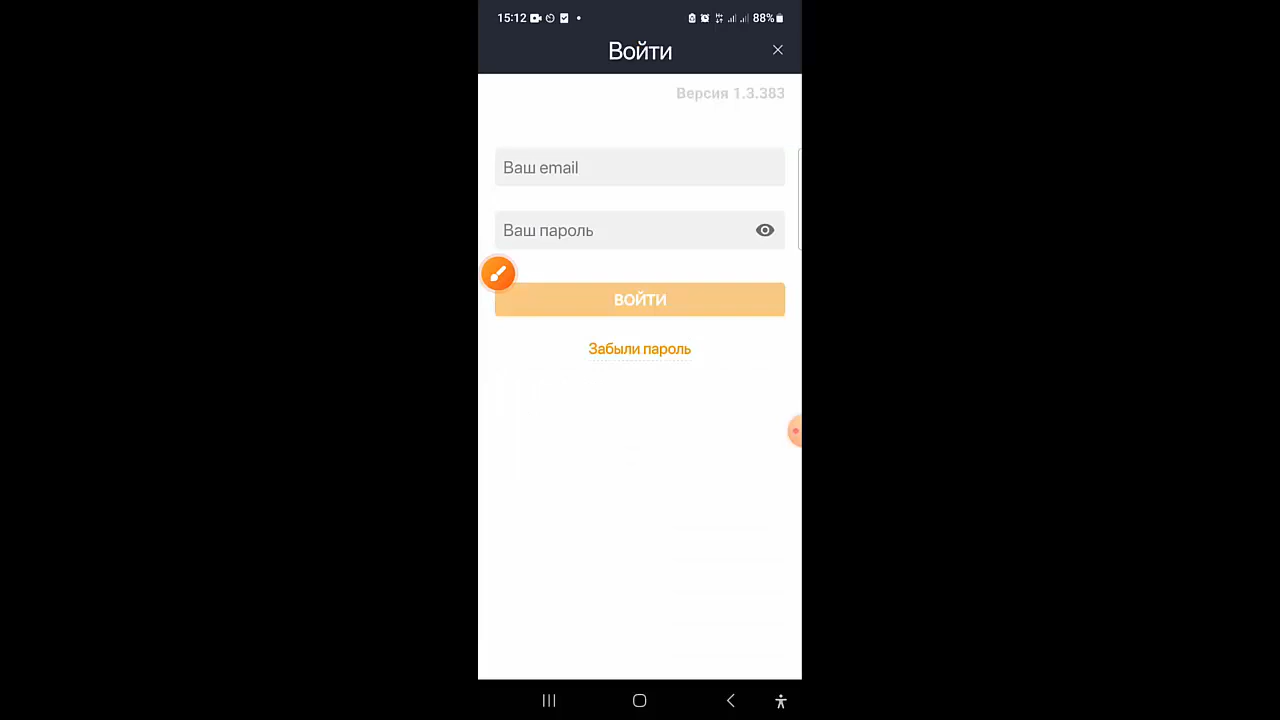 15:12
88%
Войти
Версия 1.3.383
Ваш email
Ваш пароль
ВОЙТИ
Забыли пароль